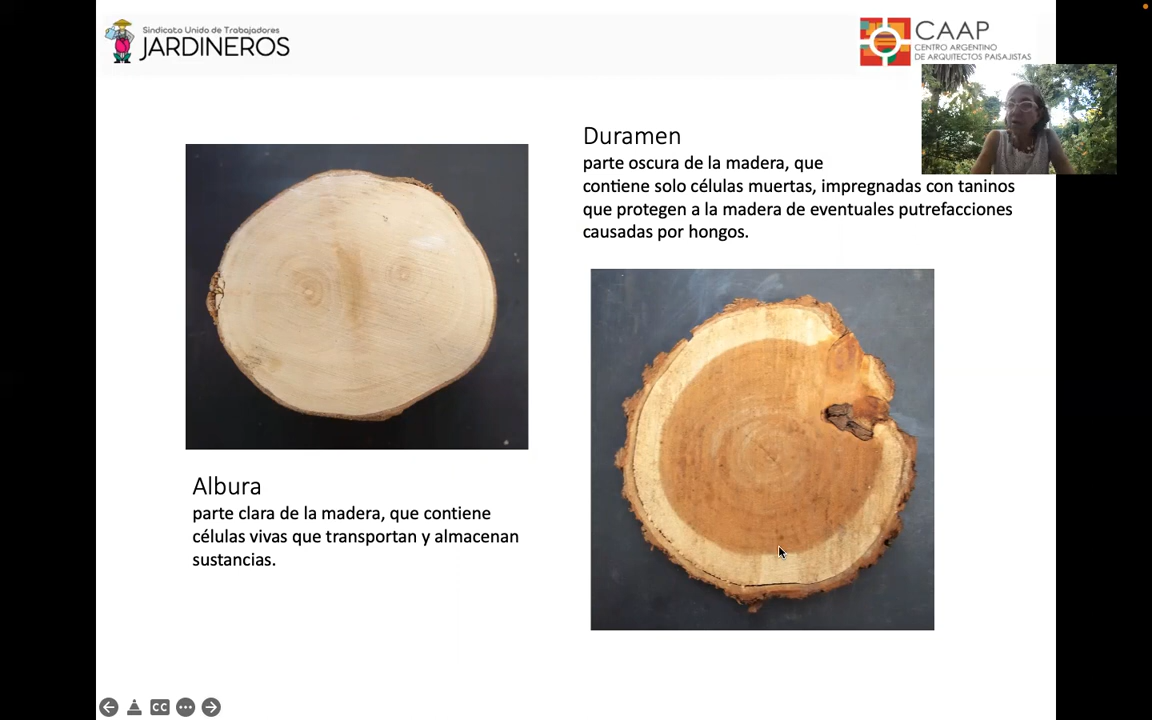 Sindicato Unido de Trabajadores
JARDINEROS
CAAP
CENTRO ARGENTINO
DE ARQUITECTOS PAISAJISTAS
Duramen
parte oscura de la madera, que
contiene solo células muertas, impregnadas con taninos
que protegen a la madera de eventuales putrefacciones
causadas por hongos.
Albura
parte clara de la madera, que contiene
células vivas que transportan y almacenan
sustancias.
CC